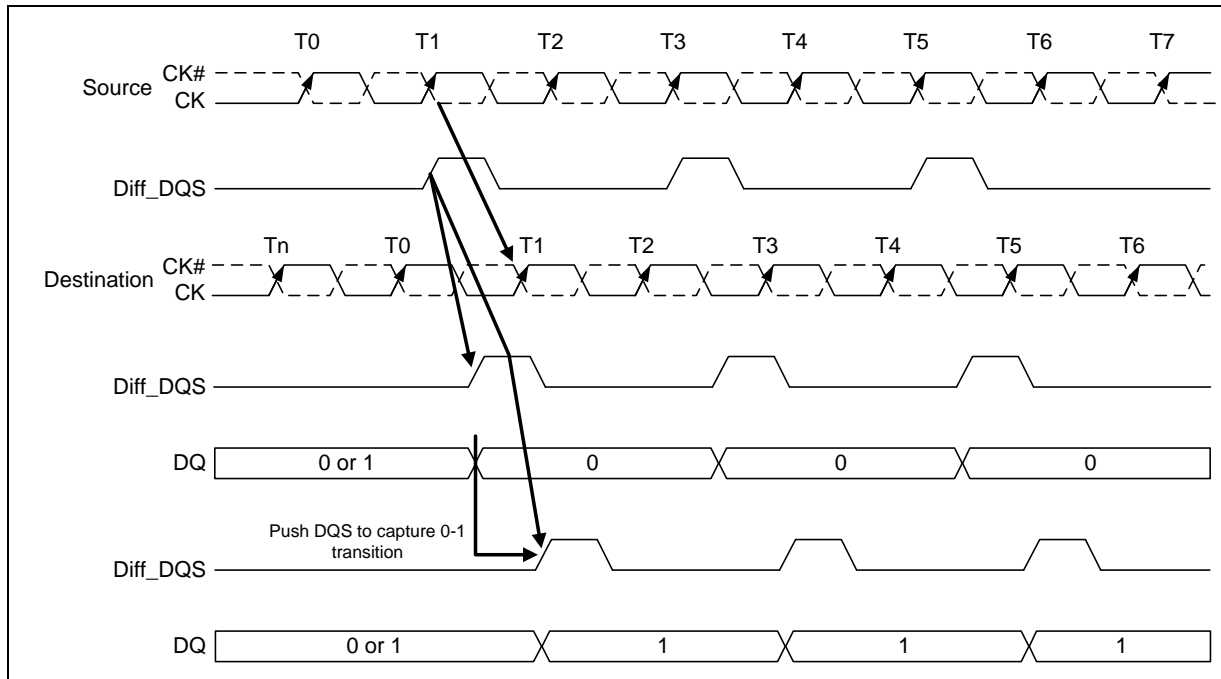 T0 T1 T2 T3 T4 T5 T6 T7
Source CK#
CK
Diff_DQS
Tn T0 T1 T2 T3 T4 T5 T6
Destination CK#
CK
Diff_DQS
DQ 0 or 1 0 0 0
Push DQS to capture 0-1
transition
Diff_DQS
DQ 0 or 1 1 1 1